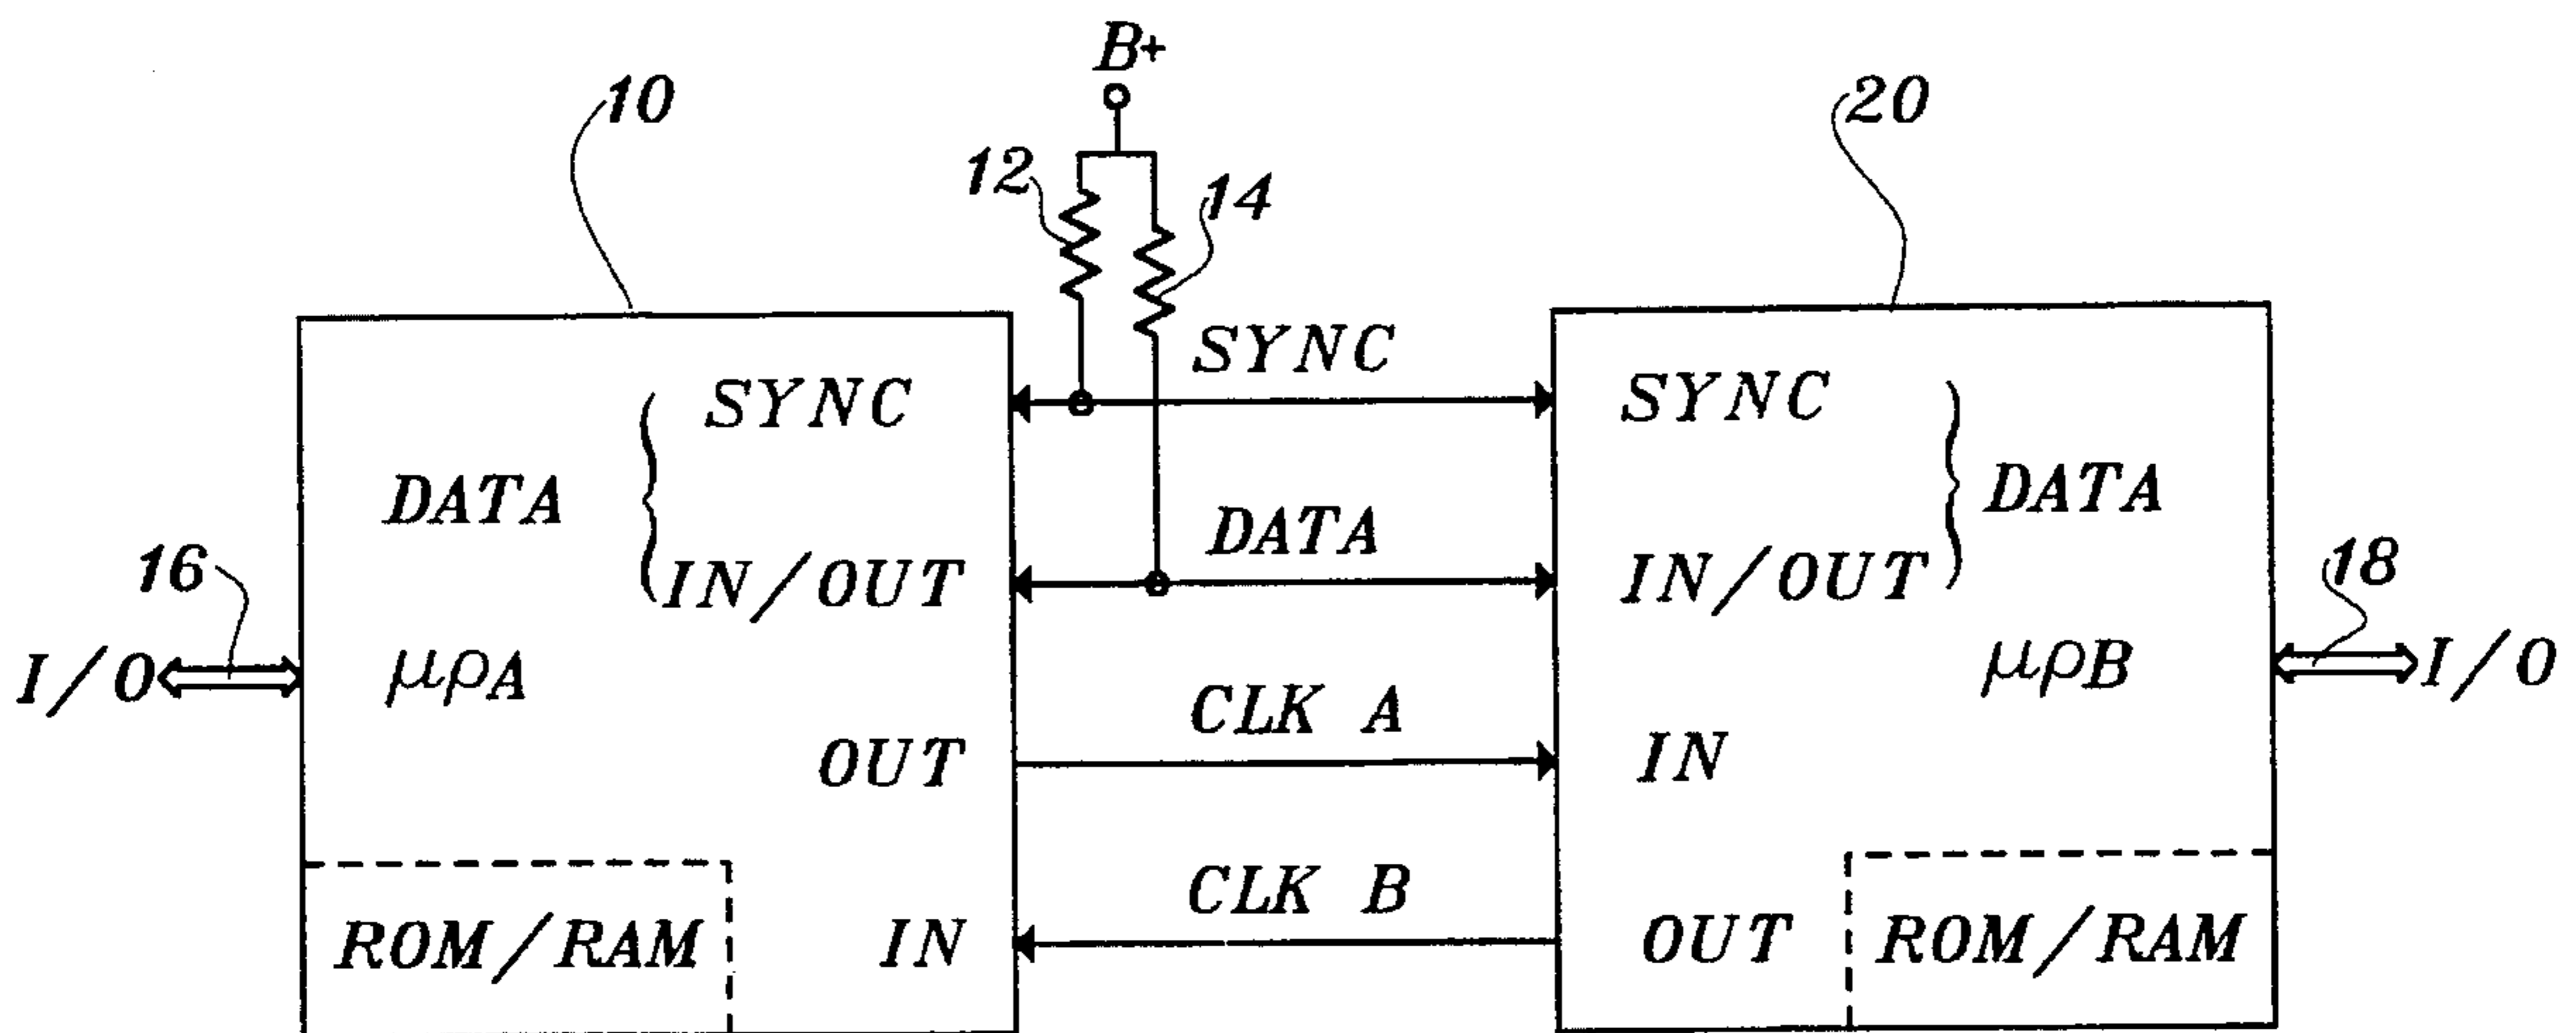 B+
10
20
12
14
SYNC
SYNC
SYNC
DATA
DATA
DATA
16
IN/OUT
IN/OUT
18
I/O
μρA
μρB
I/O
CLK A
OUT
IN
CLK B
ROM/RAM
IN
OUT
ROM/RAM